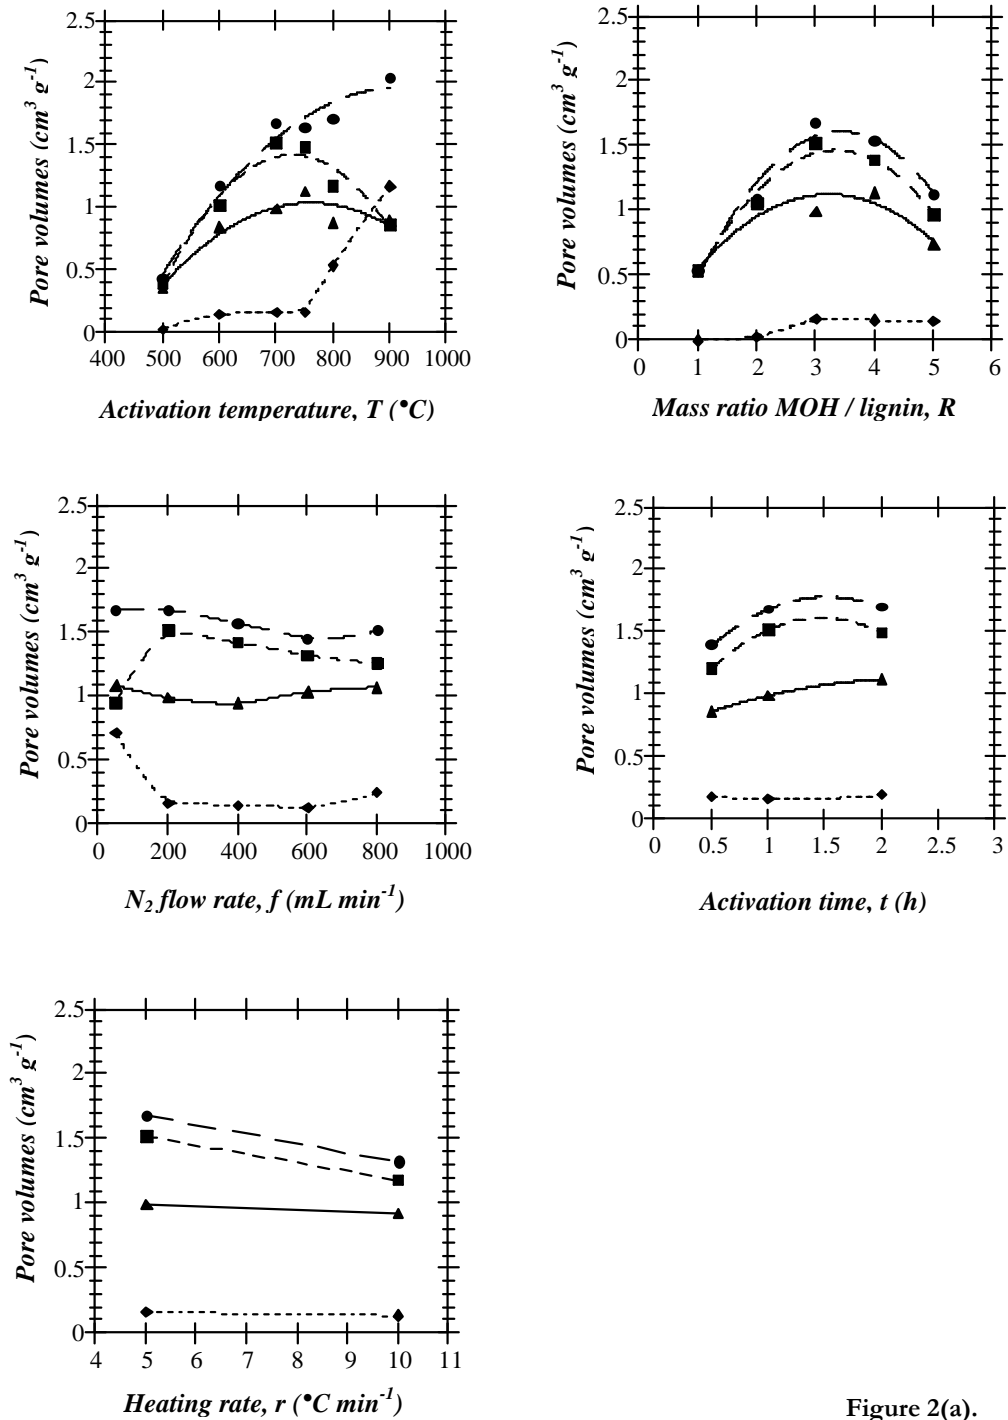 2.5
2
1.5
1
0.5
0
400 500 600 700 800 900 1000
Pore volumes (cm³ g⁻¹)
Activation temperature, T (•C)
2.5
2
1.5
1
0.5
0
0 1 2 3 4 5 6
Pore volumes (cm³ g⁻¹)
Mass ratio MOH / lignin, R
2.5
2
1.5
1
0.5
0
0 200 400 600 800 1000
Pore volumes (cm³ g⁻¹)
N₂ flow rate, f (mL min⁻¹)
2.5
2
1.5
1
0.5
0
0 0.5 1 1.5 2 2.5 3
Pore volumes (cm³ g⁻¹)
Activation time, t (h)
2.5
2
1.5
1
0.5
0
4 5 6 7 8 9 10 11
Pore volumes (cm³ g⁻¹)
Heating rate, r (•C min⁻¹)
Figure 2(a).